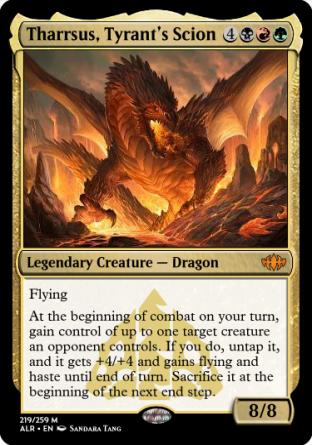 Tharrsus, Tyrant's Scion 4
Legendary Creature — Dragon
Flying
At the beginning of combat on your turn,
gain control of up to one target creature
an opponent controls. If you do, untap it,
and it gets +4/+4 and gains flying and
haste until end of turn. Sacrifice it at the
beginning of the next end step.
8/8
219/259 M
ALR • EN Sandara Tang